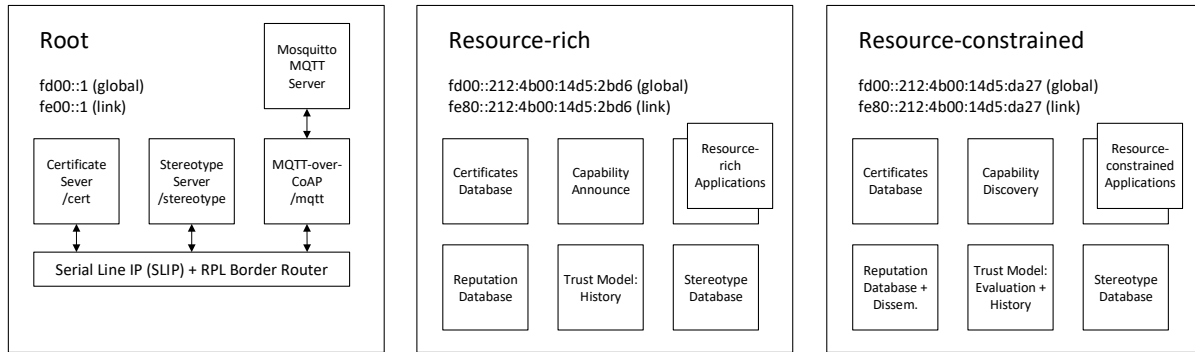 Root
Mosquitto
MQTT
Server
fd00::1 (global)
fe00::1 (link)
Certificate
Sever
/cert
Stereotype
Server
/stereotype
MQTT-over-
CoAP
/mqtt
Serial Line IP (SLIP) + RPL Border Router
Resource-rich
fd00::212:4b00:14d5:2bd6 (global)
fe80::212:4b00:14d5:2bd6 (link)
Certificates
Database
Capability
Announce
Resource-
rich
Applications
Reputation
Database
Trust Model:
History
Stereotype
Database
Resource-constrained
fd00::212:4b00:14d5:da27 (global)
fe80::212:4b00:14d5:da27 (link)
Certificates
Database
Capability
Discovery
Resource-
constrained
Applications
Reputation
Database +
Dissem.
Trust Model:
Evaluation +
History
Stereotype
Database